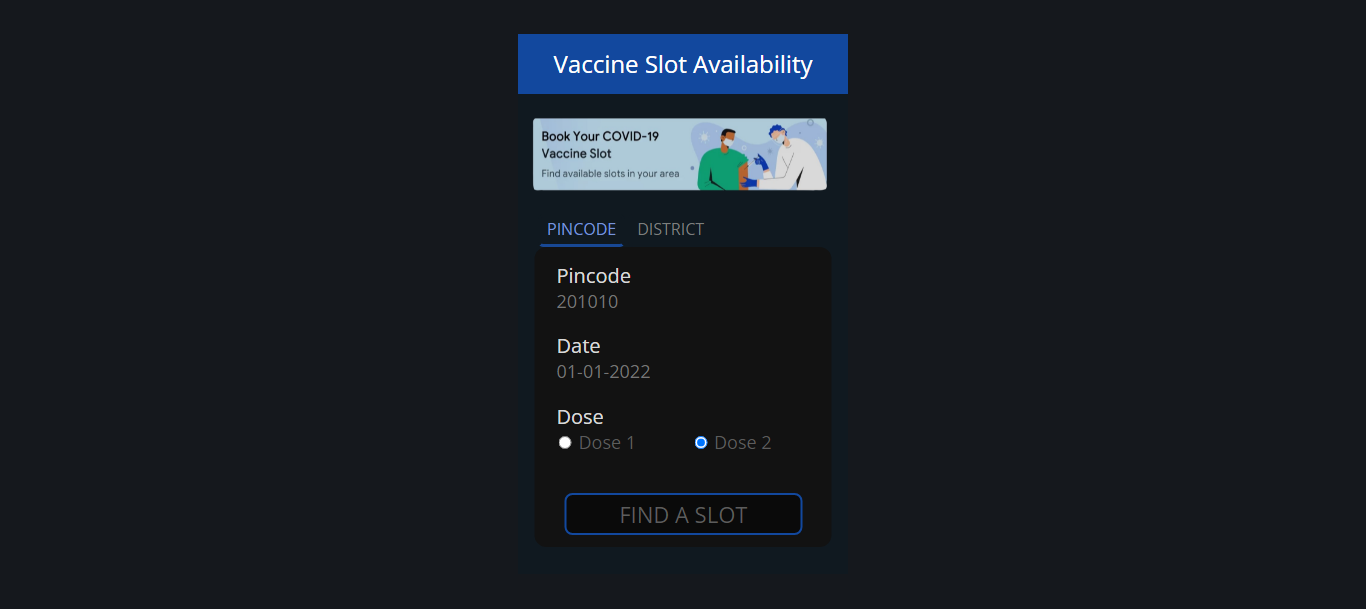 Vaccine Slot Availability
Book Your COVID-19
Vaccine Slot
Find available slots in your area
PINCODE DISTRICT
Pincode
201010
Date
01-01-2022
Dose
Dose 1 Dose 2
FIND A SLOT